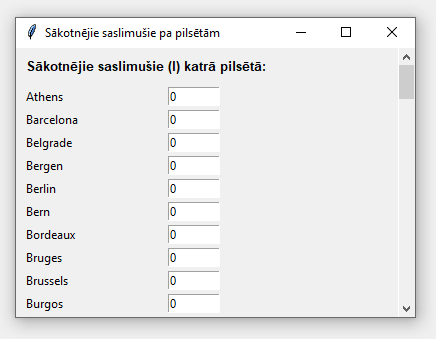 Sākotnējie saslimušie pa pilsētām
Sākotnējie saslimušie (I) katrā pilsētā:
Athens 0
Barcelona 0
Belgrade 0
Bergen 0
Berlin 0
Bern 0
Bordeaux 0
Bruges 0
Brussels 0
Burgos 0